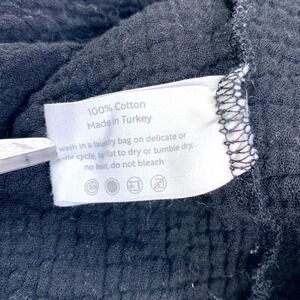 100% Cotton
Made in Turkey
wash in a laundry bag on delicate or
cycle, lay flat to dry or tumble dry,
no heat, do not bleach